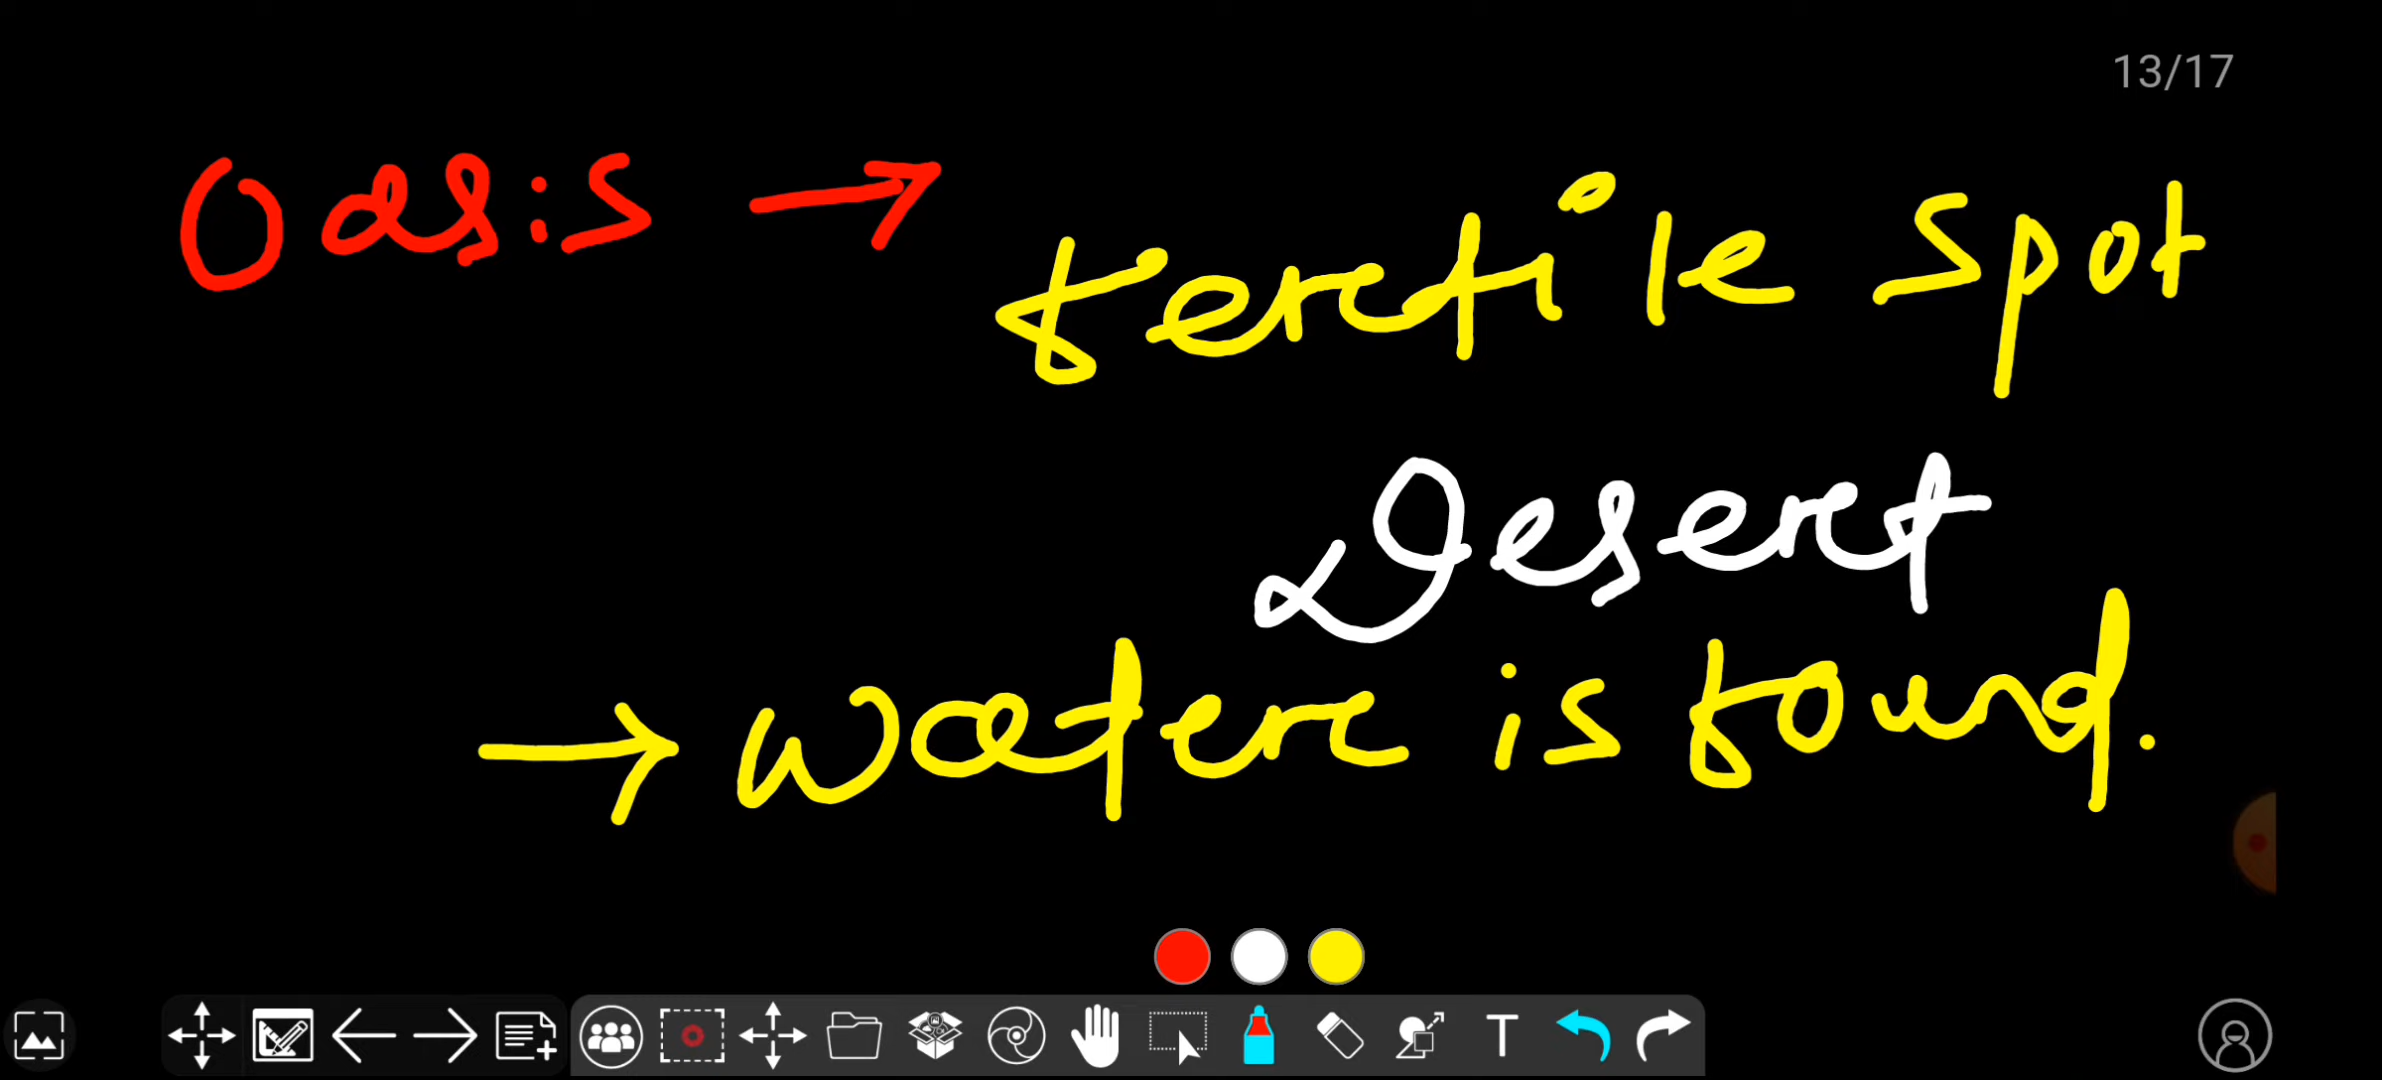 13/17
Oasis → fertile spot
Desert
→ water is found.
T